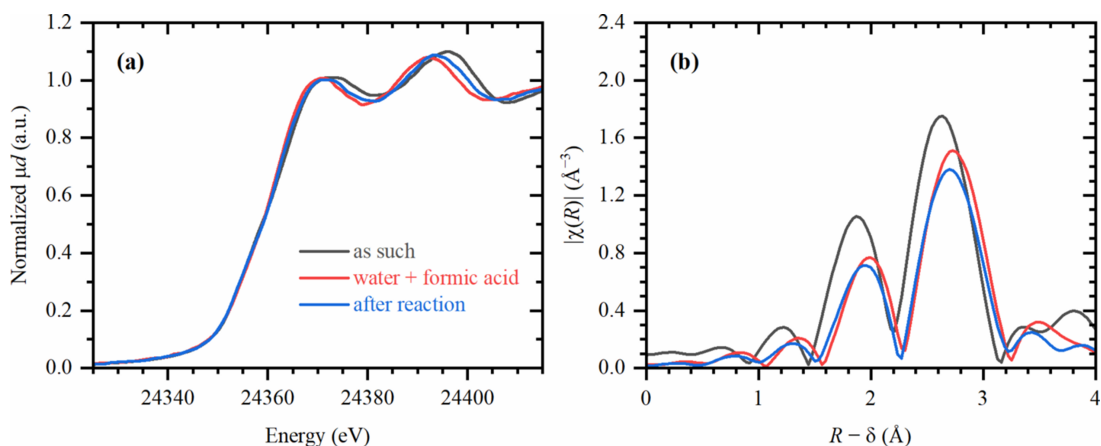 (a)
Normalized μd (a.u.)
1.2
1.0
0.8
0.6
0.4
0.2
0.0
as such
water + formic acid
after reaction
24340 24360 24380 24400
Energy (eV)
(b)
|χ(R)| (Å⁻³)
2.4
2.0
1.6
1.2
0.8
0.4
0.0
0 1 2 3 4
R − δ (Å)